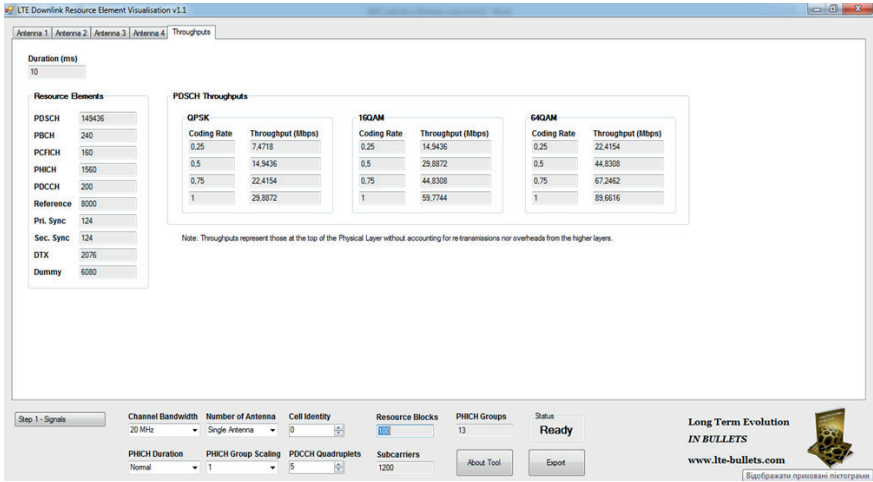 LTE Downlink Resource Element Visualisation v1.1
Antenna 1 Antenna 2 Antenna 3 Antenna 4 Throughputs
Duration (ms)
10
Resource Elements
PDSCH 149436
PBCH 240
PCFICH 160
PHICH 1560
PDCCH 200
Reference 8000
Pri. Sync 124
Sec. Sync 124
DTX 2076
Dummy 6080
PDSCH Throughputs
QPSK
Coding Rate Throughput (Mbps)
0,25 7,4718
0,5 14,9436
0,75 22,4154
1 29,8872
16QAM
Coding Rate Throughput (Mbps)
0,25 14,9436
0,5 29,8872
0,75 44,8308
1 59,7744
64QAM
Coding Rate Throughput (Mbps)
0,25 22,4154
0,5 44,8308
0,75 67,2462
1 89,6616
Note: Throughputs represent those at the top of the Physical Layer without accounting for re-transmissions nor overheads from the higher layers.
Step 1 - Signals
Channel Bandwidth Number of Antenna Cell Identity Resource Blocks PHICH Groups Status
20 MHz Single Antenna 0 100 13 Ready
PHICH Duration PHICH Group Scaling PDCCH Quadruplets Subcarriers
Normal 1 5 1200 About Tool Export
Long Term Evolution
IN BULLETS
www.lte-bullets.com
Відображати приховані піктограми